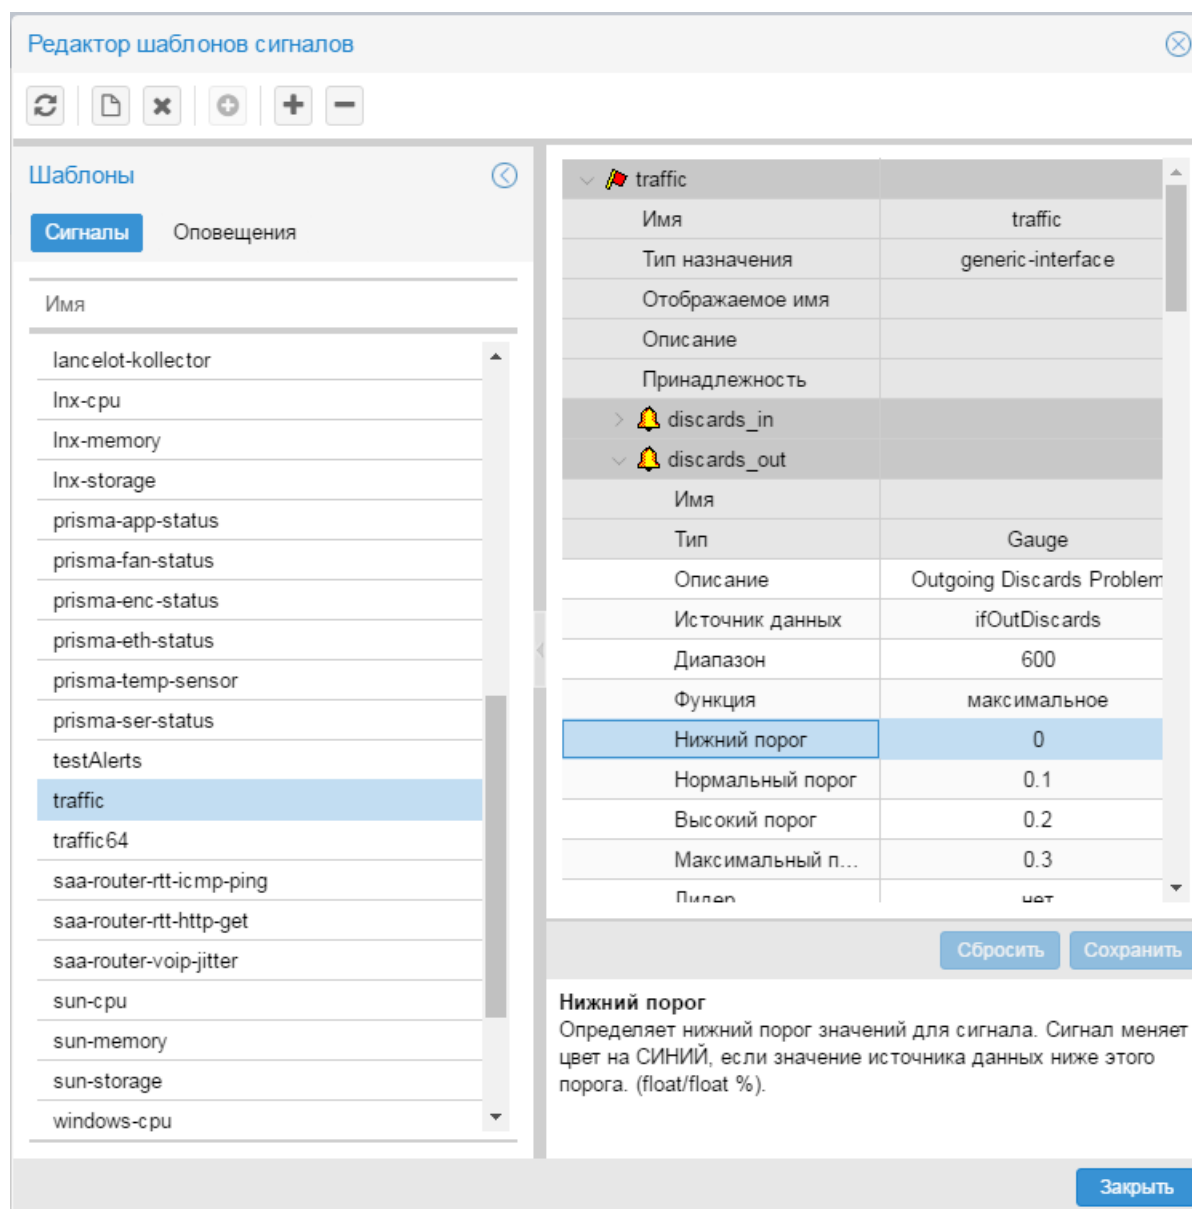 Редактор шаблонов сигналов
Шаблоны
Сигналы Оповещения
Имя
lancelot-kollector
lnx-cpu
lnx-memory
lnx-storage
prisma-app-status
prisma-fan-status
prisma-enc-status
prisma-eth-status
prisma-temp-sensor
prisma-ser-status
testAlerts
traffic
traffic64
saa-router-rtt-icmp-ping
saa-router-rtt-http-get
saa-router-voip-jitter
sun-cpu
sun-memory
sun-storage
windows-cpu
traffic
Имя traffic
Тип назначения generic-interface
Отображаемое имя
Описание
Принадлежность
discards_in
discards_out
Имя
Тип Gauge
Описание Outgoing Discards Problem
Источник данных ifOutDiscards
Диапазон 600
Функция максимальное
Нижний порог 0
Нормальный порог 0.1
Высокий порог 0.2
Максимальный п... 0.3
Лидер нет
Сбросить Сохранить
Нижний порог
Определяет нижний порог значений для сигнала. Сигнал меняет
цвет на СИНИЙ, если значение источника данных ниже этого
порога. (float/float %).
Закрыть